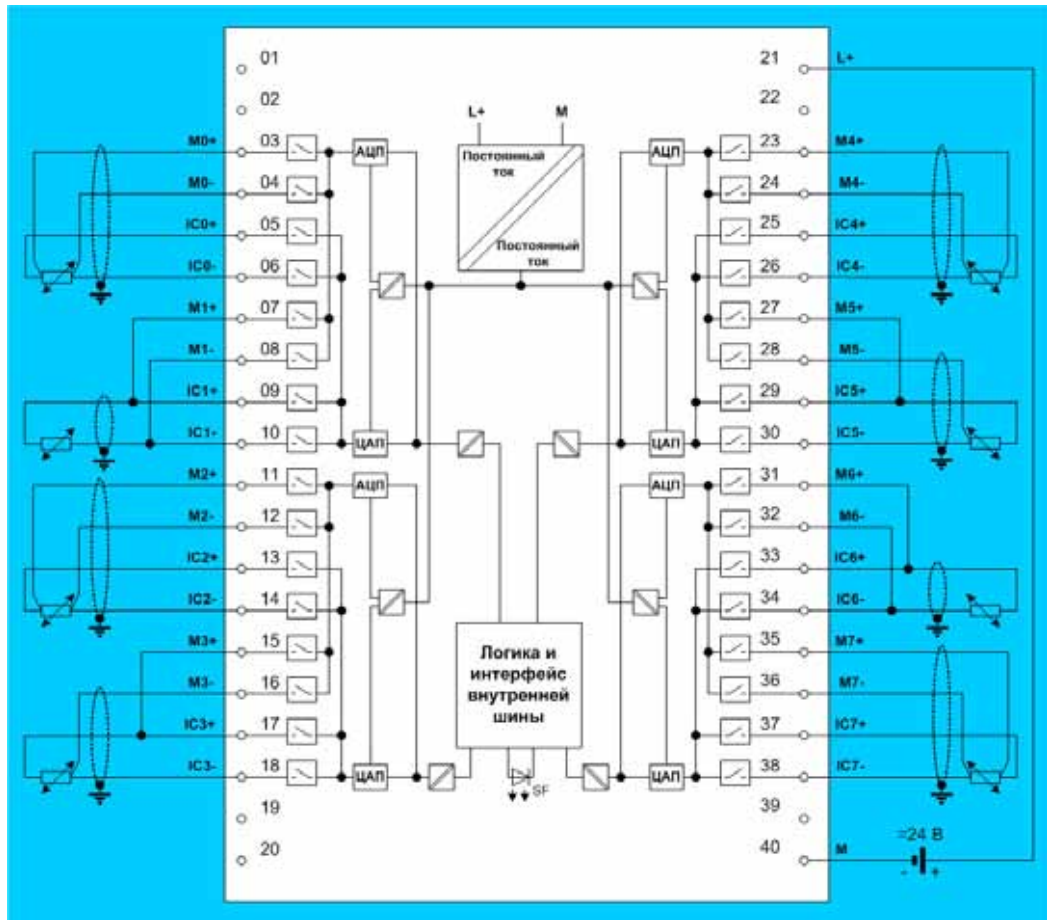 01 21 L+
02 22
L+ M
M0+ 03 АЦП АЦП 23 M4+
Постоянный
ток
M0- 04 24 M4-
IC0+ 05 25 IC4+
Постоянный
ток
IC0- 06 26 IC4-
M1+ 07 27 M5+
M1- 08 28 M5-
IC1+ 09 29 IC5+
IC1- 10 ЦАП ЦАП 30 IC5-
M2+ 11 АЦП АЦП 31 M6+
M2- 12 32 M6-
IC2+ 13 33 IC6+
IC2- 14 34 IC6-
M3+ 15 35 M7+
Логика и
интерфейс
внутренней
шины
M3- 16 36 M7-
IC3+ 17 37 IC7+
IC3- 18 ЦАП ЦАП 38 IC7-
SF
19 39
=24 В
20 40 M
- +